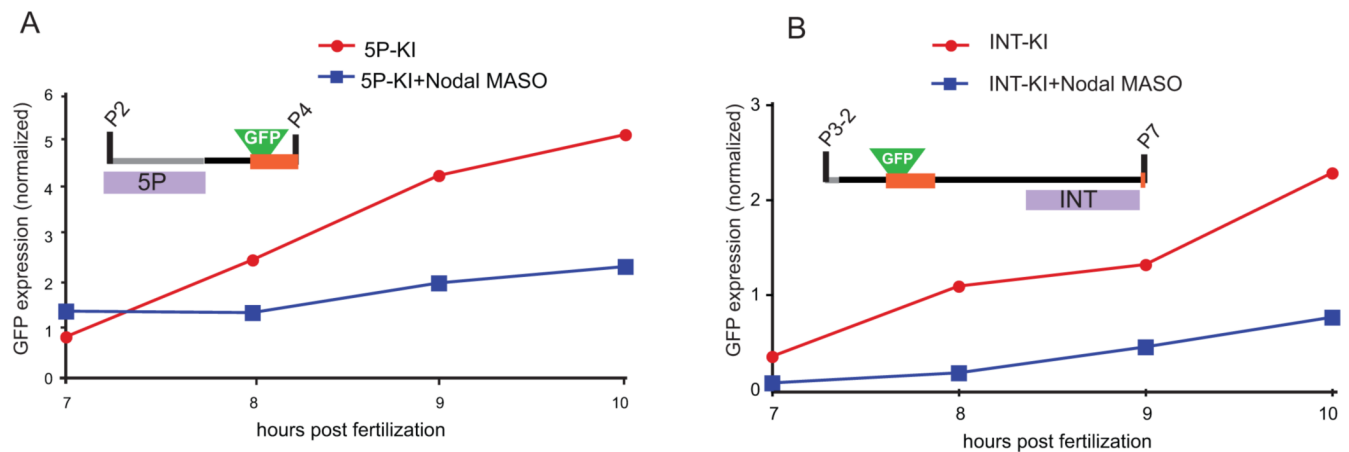 A
5P-KI
5P-KI+Nodal MASO
GFP expression (normalized)
6
5
4
3
2
1
0
P2
P4
GFP
5P
7
8
9
10
hours post fertilization
B
INT-KI
INT-KI+Nodal MASO
GFP expression (normalized)
3
2
1
0
P3-2
P7
GFP
INT
7
8
9
10
hours post fertilization